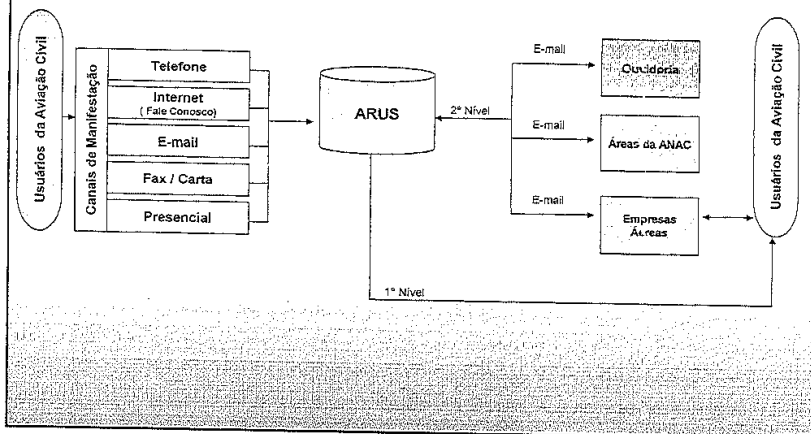 Usuários da Aviação Civil
Canais de Manifestação
Telefone
Internet
( Fale Conosco)
E-mail
Fax / Carta
Presencial
ARUS
2º Nível
1º Nível
E-mail
Ouvidoria
E-mail
Áreas da ANAC
E-mail
Empresas
Áereas
Usuários da Aviação Civil